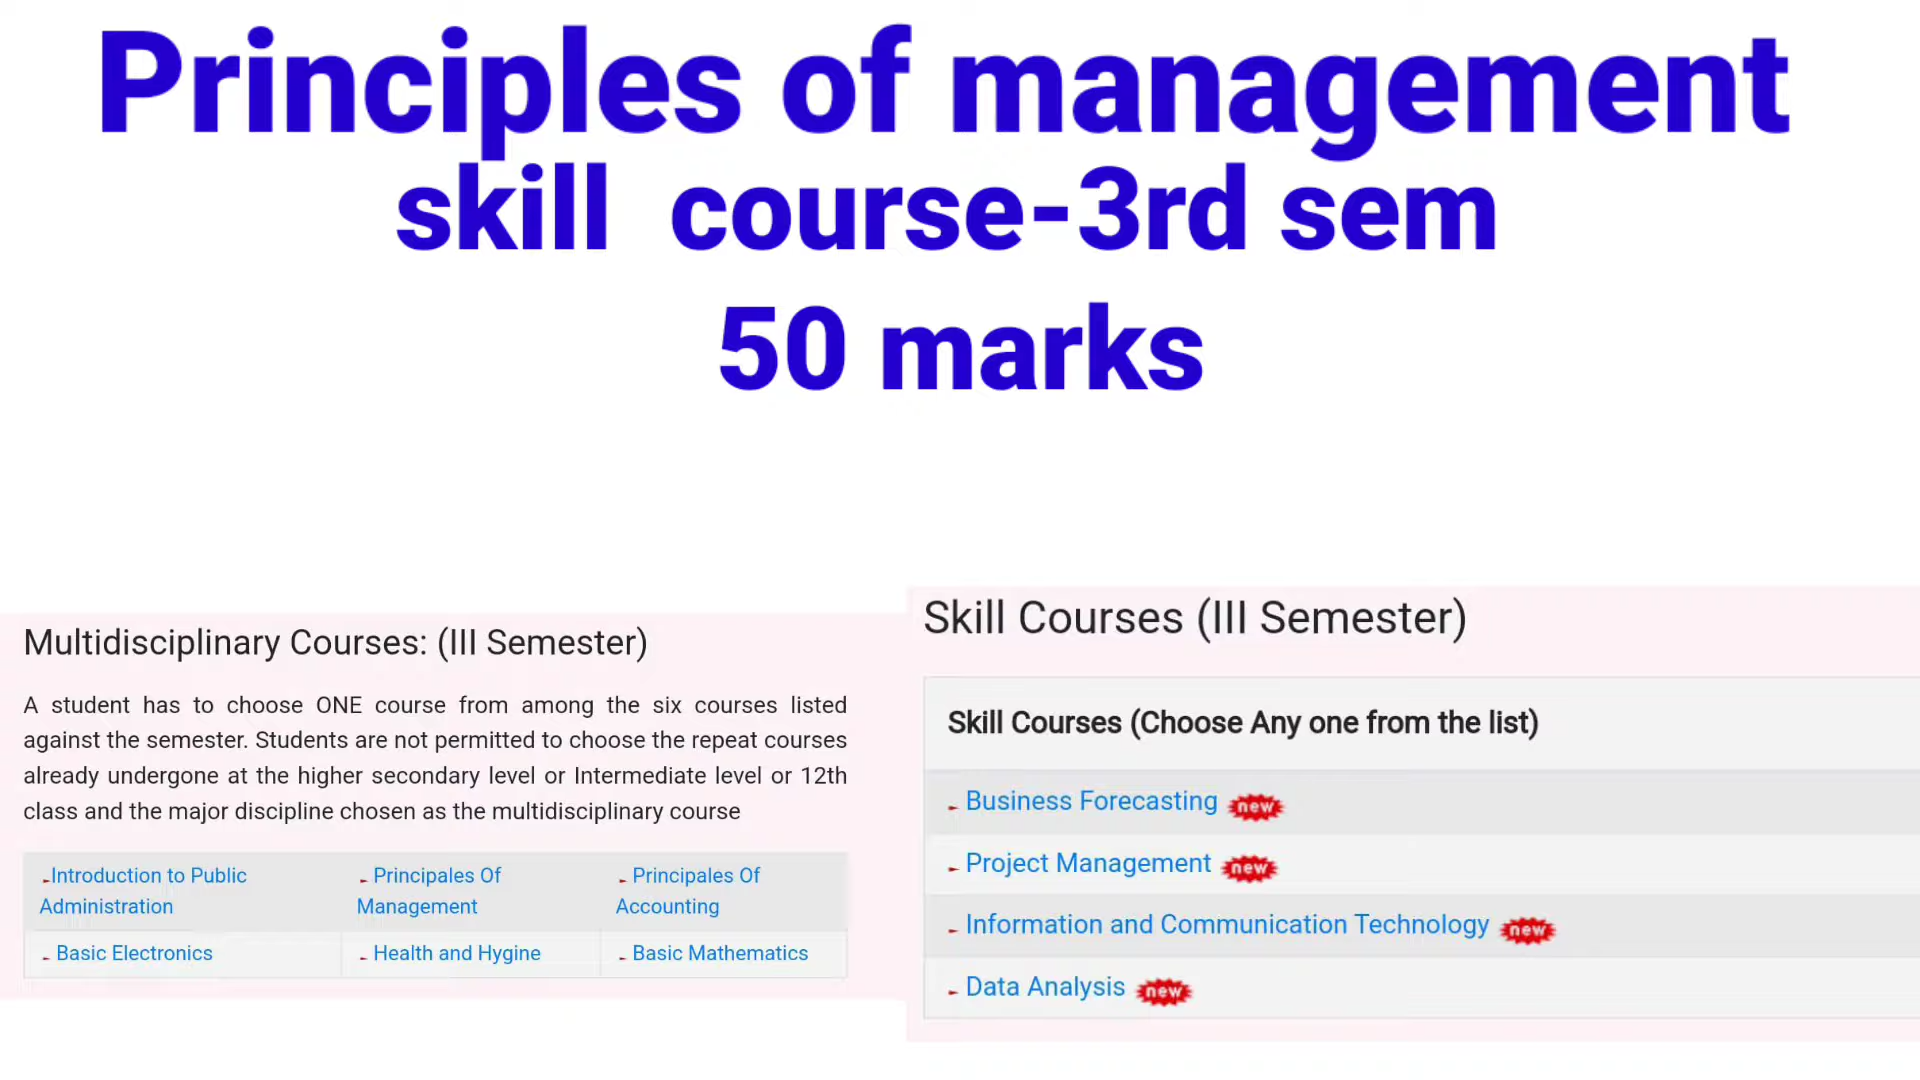 Principles of management
skill course-3rd sem
50 marks
Multidisciplinary Courses: (III Semester)
A student has to choose ONE course from among the six courses listed
against the semester. Students are not permitted to choose the repeat courses
already undergone at the higher secondary level or Intermediate level or 12th
class and the major discipline chosen as the multidisciplinary course
Introduction to Public
Administration
Principales Of
Management
Principales Of
Accounting
Basic Electronics
Health and Hygine
Basic Mathematics
Skill Courses (III Semester)
Skill Courses (Choose Any one from the list)
Business Forecasting new
Project Management new
Information and Communication Technology new
Data Analysis new